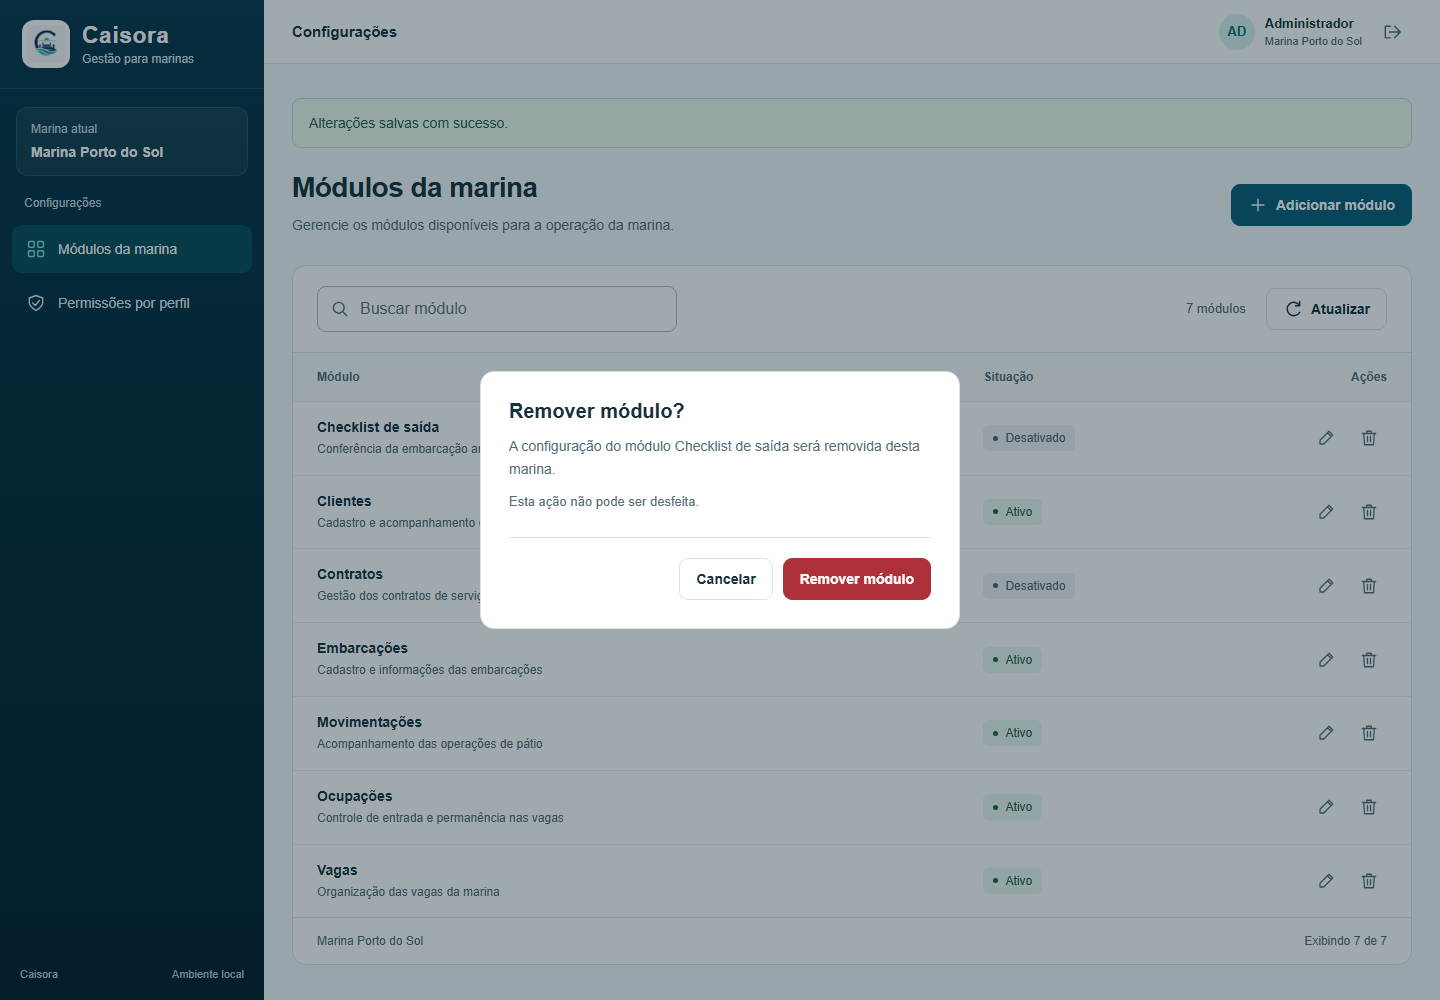 Caisora
Gestão para marinas
Marina atual
Marina Porto do Sol
Configurações
Módulos da marina
Permissões por perfil
Caisora
Ambiente local
Configurações
AD
Administrador
Marina Porto do Sol
Alterações salvas com sucesso.
Módulos da marina
Gerencie os módulos disponíveis para a operação da marina.
Adicionar módulo
Buscar módulo
7 módulos
Atualizar
Módulo
Situação
Ações
Checklist de saída
Conferência da embarcação
Desativado
Clientes
Cadastro e acompanhamento
Ativo
Contratos
Gestão dos contratos de
Desativado
Embarcações
Cadastro e informações das embarcações
Ativo
Movimentações
Acompanhamento das operações de pátio
Ativo
Ocupações
Controle de entrada e permanência nas vagas
Ativo
Vagas
Organização das vagas da marina
Ativo
Marina Porto do Sol
Exibindo 7 de 7
Remover módulo?
A configuração do módulo Checklist de saída será removida desta
marina.
Esta ação não pode ser desfeita.
Cancelar
Remover módulo